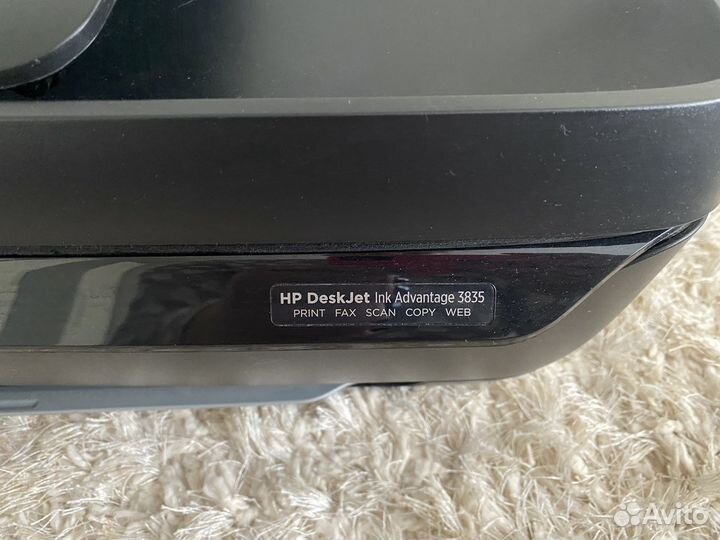 HP DeskJet Ink Advantage 3835
PRINT FAX SCAN COPY WEB
Avito